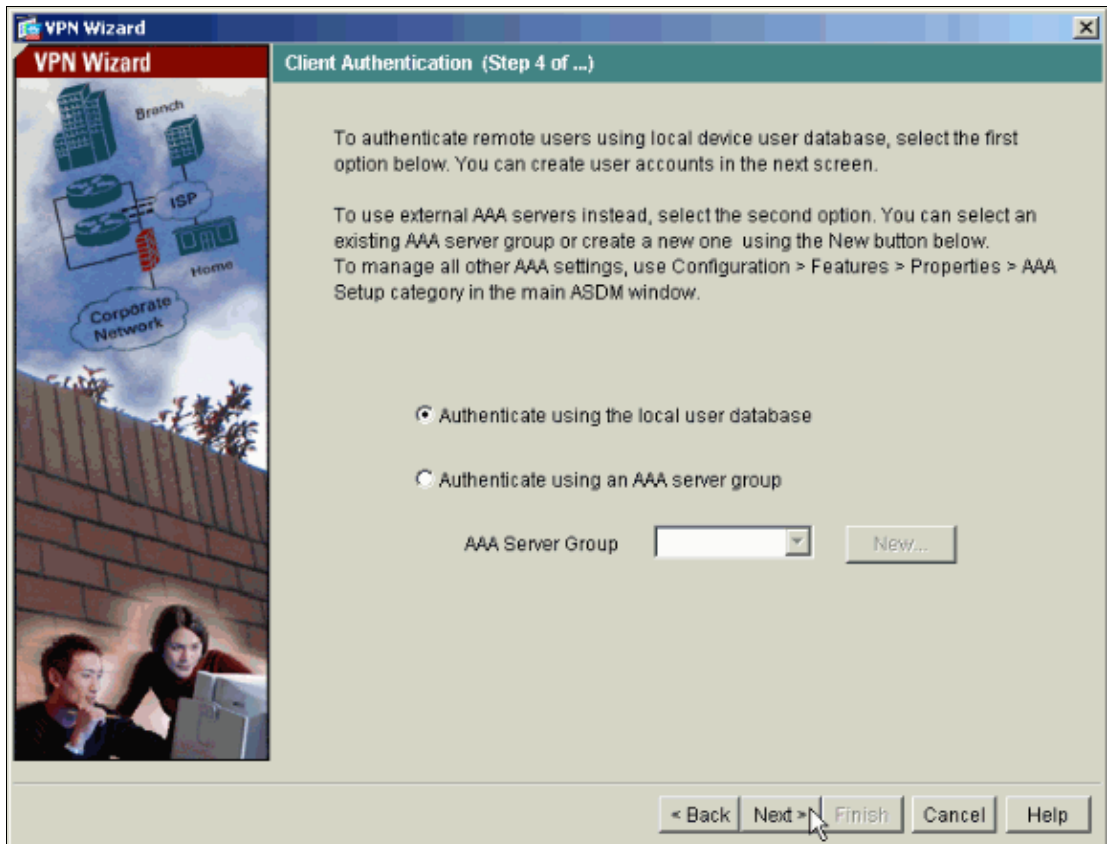 VPN Wizard
VPN Wizard
Client Authentication (Step 4 of ...)
Branch
ISP
Home
Corporate
Network
To authenticate remote users using local device user database, select the first
option below. You can create user accounts in the next screen.
To use external AAA servers instead, select the second option. You can select an
existing AAA server group or create a new one using the New button below.
To manage all other AAA settings, use Configuration > Features > Properties > AAA
Setup category in the main ASDM window.
Authenticate using the local user database
Authenticate using an AAA server group
AAA Server Group
New...
< Back Next > Finish Cancel Help